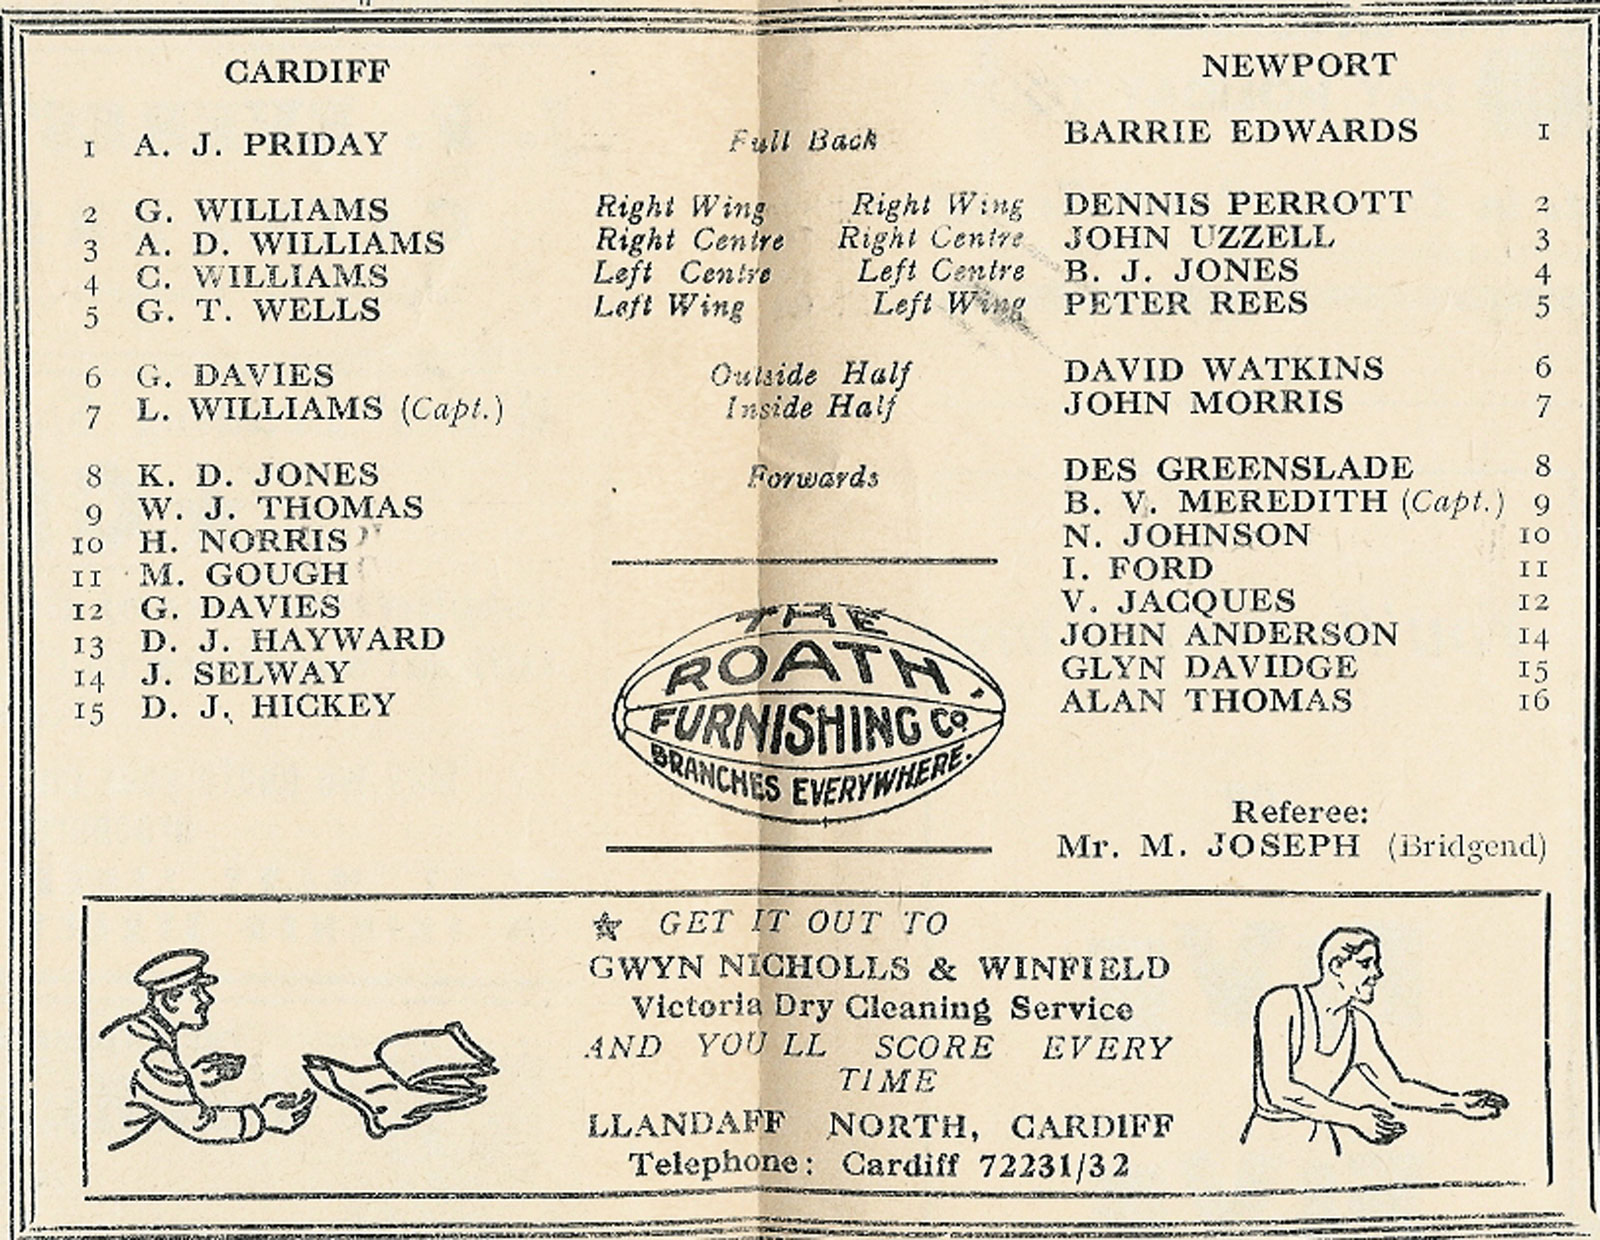 CARDIFF NEWPORT
1 A. J. PRIDAY Full Back BARRIE EDWARDS 1
2 G. WILLIAMS Right Wing Right Wing DENNIS PERROTT 2
3 A. D. WILLIAMS Right Centre Right Centre JOHN UZZELL 3
4 C. WILLIAMS Left Centre Left Centre B. J. JONES 4
5 G. T. WELLS Left Wing Left Wing PETER REES 5
6 G. DAVIES Outside Half DAVID WATKINS 6
7 L. WILLIAMS (Capt.) Inside Half JOHN MORRIS 7
8 K. D. JONES Forwards DES GREENSLADE 8
9 W. J. THOMAS B. V. MEREDITH (Capt.) 9
10 H. NORRIS N. JOHNSON 10
11 M. GOUGH I. FORD 11
12 G. DAVIES V. JACQUES 12
13 D. J. HAYWARD JOHN ANDERSON 14
14 J. SELWAY GLYN DAVIDGE 15
15 D. J. HICKEY ALAN THOMAS 16
THE
ROATH
FURNISHING Co.
BRANCHES EVERYWHERE.
Referee:
Mr. M. JOSEPH (Bridgend)
GET IT OUT TO
GWYN NICHOLLS & WINFIELD
Victoria Dry Cleaning Service
AND YOU LL SCORE EVERY
TIME
LLANDAFF NORTH, CARDIFF
Telephone: Cardiff 72231/32